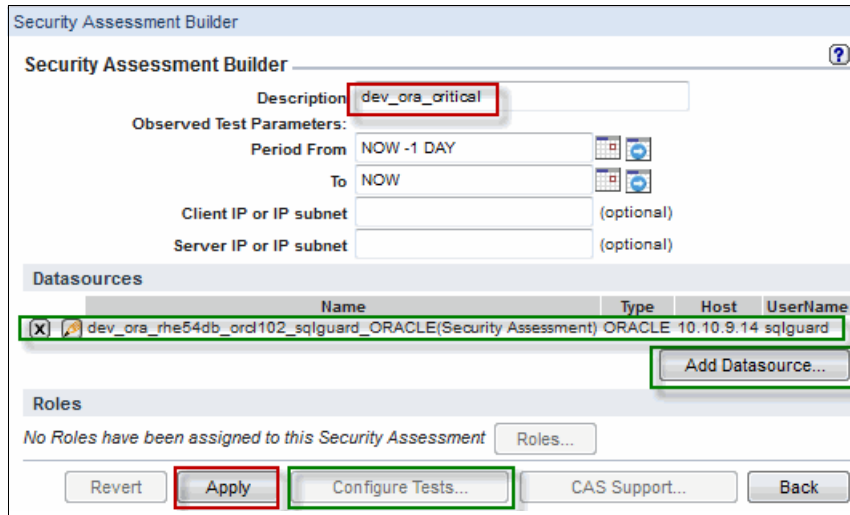 Security Assessment Builder
Security Assessment Builder
Description dev_ora_critical
Observed Test Parameters:
Period From NOW -1 DAY
To NOW
Client IP or IP subnet (optional)
Server IP or IP subnet (optional)
Datasources
Name Type Host UserName
dev_ora_rhe54db_orcl102_sqlguard_ORACLE(Security Assessment) ORACLE 10.10.9.14 sqlguard
Add Datasource...
Roles
No Roles have been assigned to this Security Assessment Roles...
Revert Apply Configure Tests... CAS Support... Back